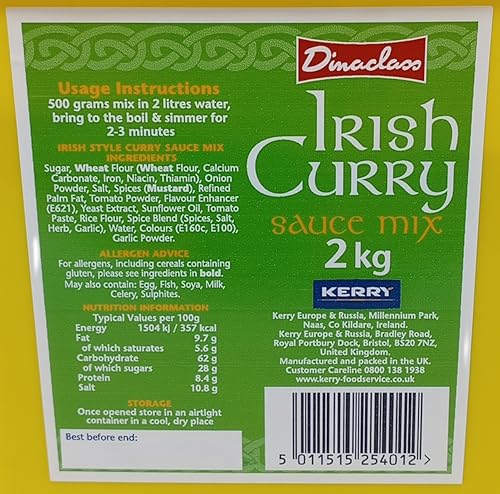 Dinaclass
Irish
Curry
sauce mix
2 kg
KERRY
Kerry Europe & Russia, Millennium Park,
Naas, Co Kildare, Ireland.
Kerry Europe & Russia, Bradley Road,
Royal Portbury Dock, Bristol, BS20 7NZ,
United Kingdom.
Manufactured and packed in the UK.
Customer Careline 0800 138 1938
www.kerry-foodservice.co.uk
5 011515 254012 >
Usage Instructions
500 grams mix in 2 litres water,
bring to the boil & simmer for
2-3 minutes
IRISH STYLE CURRY SAUCE MIX
INGREDIENTS
Sugar, Wheat Flour (Wheat Flour, Calcium
Carbonate, Iron, Niacin, Thiamin), Onion
Powder, Salt, Spices (Mustard), Refined
Palm Fat, Tomato Powder, Flavour Enhancer
(E621), Yeast Extract, Sunflower Oil, Tomato
Paste, Rice Flour, Spice Blend (Spices, Salt,
Herb, Garlic), Water, Colours (E160c, E100),
Garlic Powder.
ALLERGEN ADVICE
For allergens, including cereals containing
gluten, please see ingredients in bold.
May also contain: Egg, Fish, Soya, Milk,
Celery, Sulphites.
NUTRITION INFORMATION
Typical Values per 100g
Energy 1504 kJ / 357 kcal
Fat 9.7 g
of which saturates 5.6 g
Carbohydrate 62 g
of which sugars 28 g
Protein 8.4 g
Salt 10.8 g
STORAGE
Once opened store in an airtight
container in a cool, dry place
Best before end: